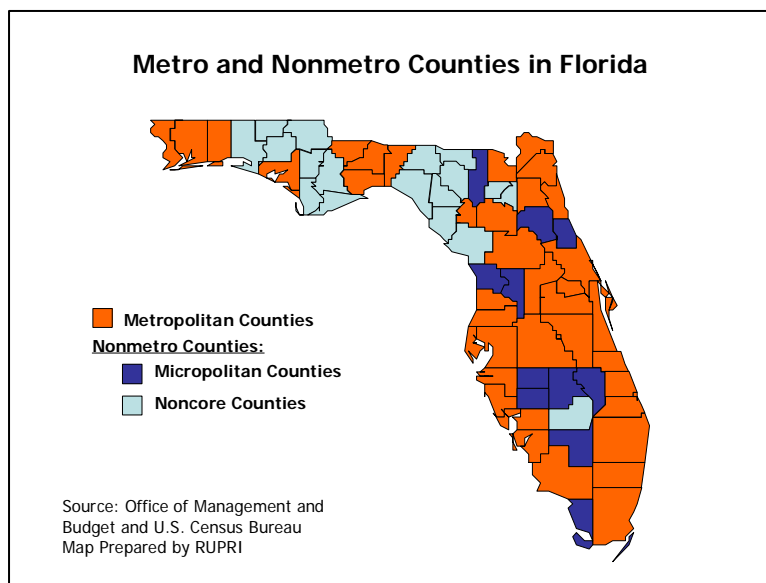 Metro and Nonmetro Counties in Florida
Metropolitan Counties
Nonmetro Counties:
Micropolitan Counties
Noncore Counties
Source: Office of Management and
Budget and U.S. Census Bureau
Map Prepared by RUPRI